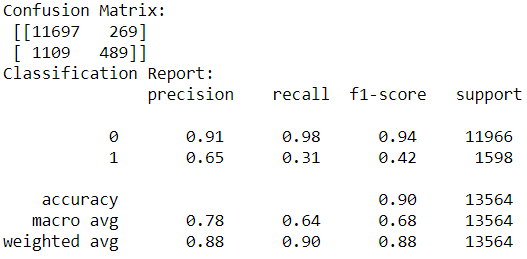 Confusion Matrix:
[[11697 269]
[ 1109 489]]
Classification Report:
precision recall f1-score support
0 0.91 0.98 0.94 11966
1 0.65 0.31 0.42 1598
accuracy 0.90 13564
macro avg 0.78 0.64 0.68 13564
weighted avg 0.88 0.90 0.88 13564